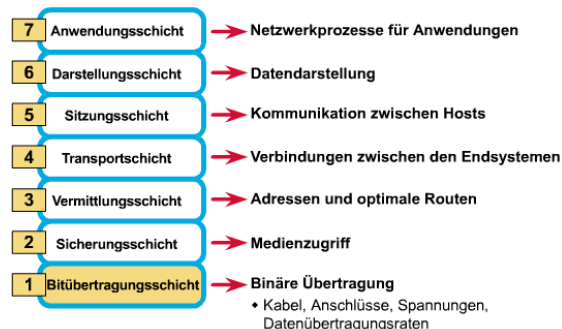 7 Anwendungsschicht Netzwerkprozesse für Anwendungen
6 Darstellungsschicht Datendarstellung
5 Sitzungsschicht Kommunikation zwischen Hosts
4 Transportschicht Verbindungen zwischen den Endsystemen
3 Vermittlungsschicht Adressen und optimale Routen
2 Sicherungsschicht Medienzugriff
1 Bitübertragungsschicht Binäre Übertragung
• Kabel, Anschlüsse, Spannungen,
Datenübertragungsraten